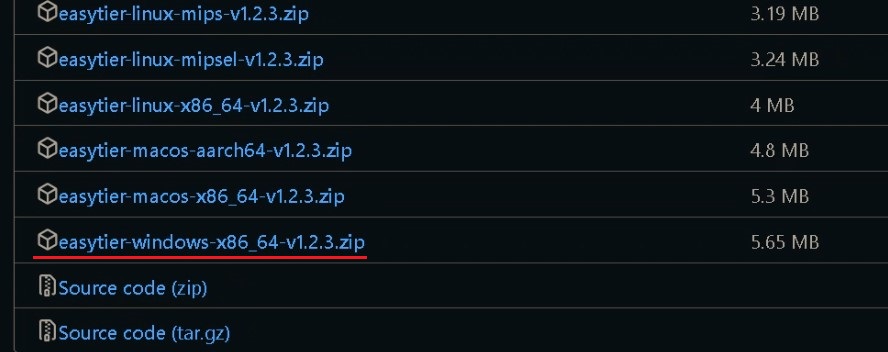 easytier-linux-mips-v1.2.3.zip 3.19 MB
easytier-linux-mipsel-v1.2.3.zip 3.24 MB
easytier-linux-x86_64-v1.2.3.zip 4 MB
easytier-macos-aarch64-v1.2.3.zip 4.8 MB
easytier-macos-x86_64-v1.2.3.zip 5.3 MB
easytier-windows-x86_64-v1.2.3.zip 5.65 MB
Source code (zip)
Source code (tar.gz)